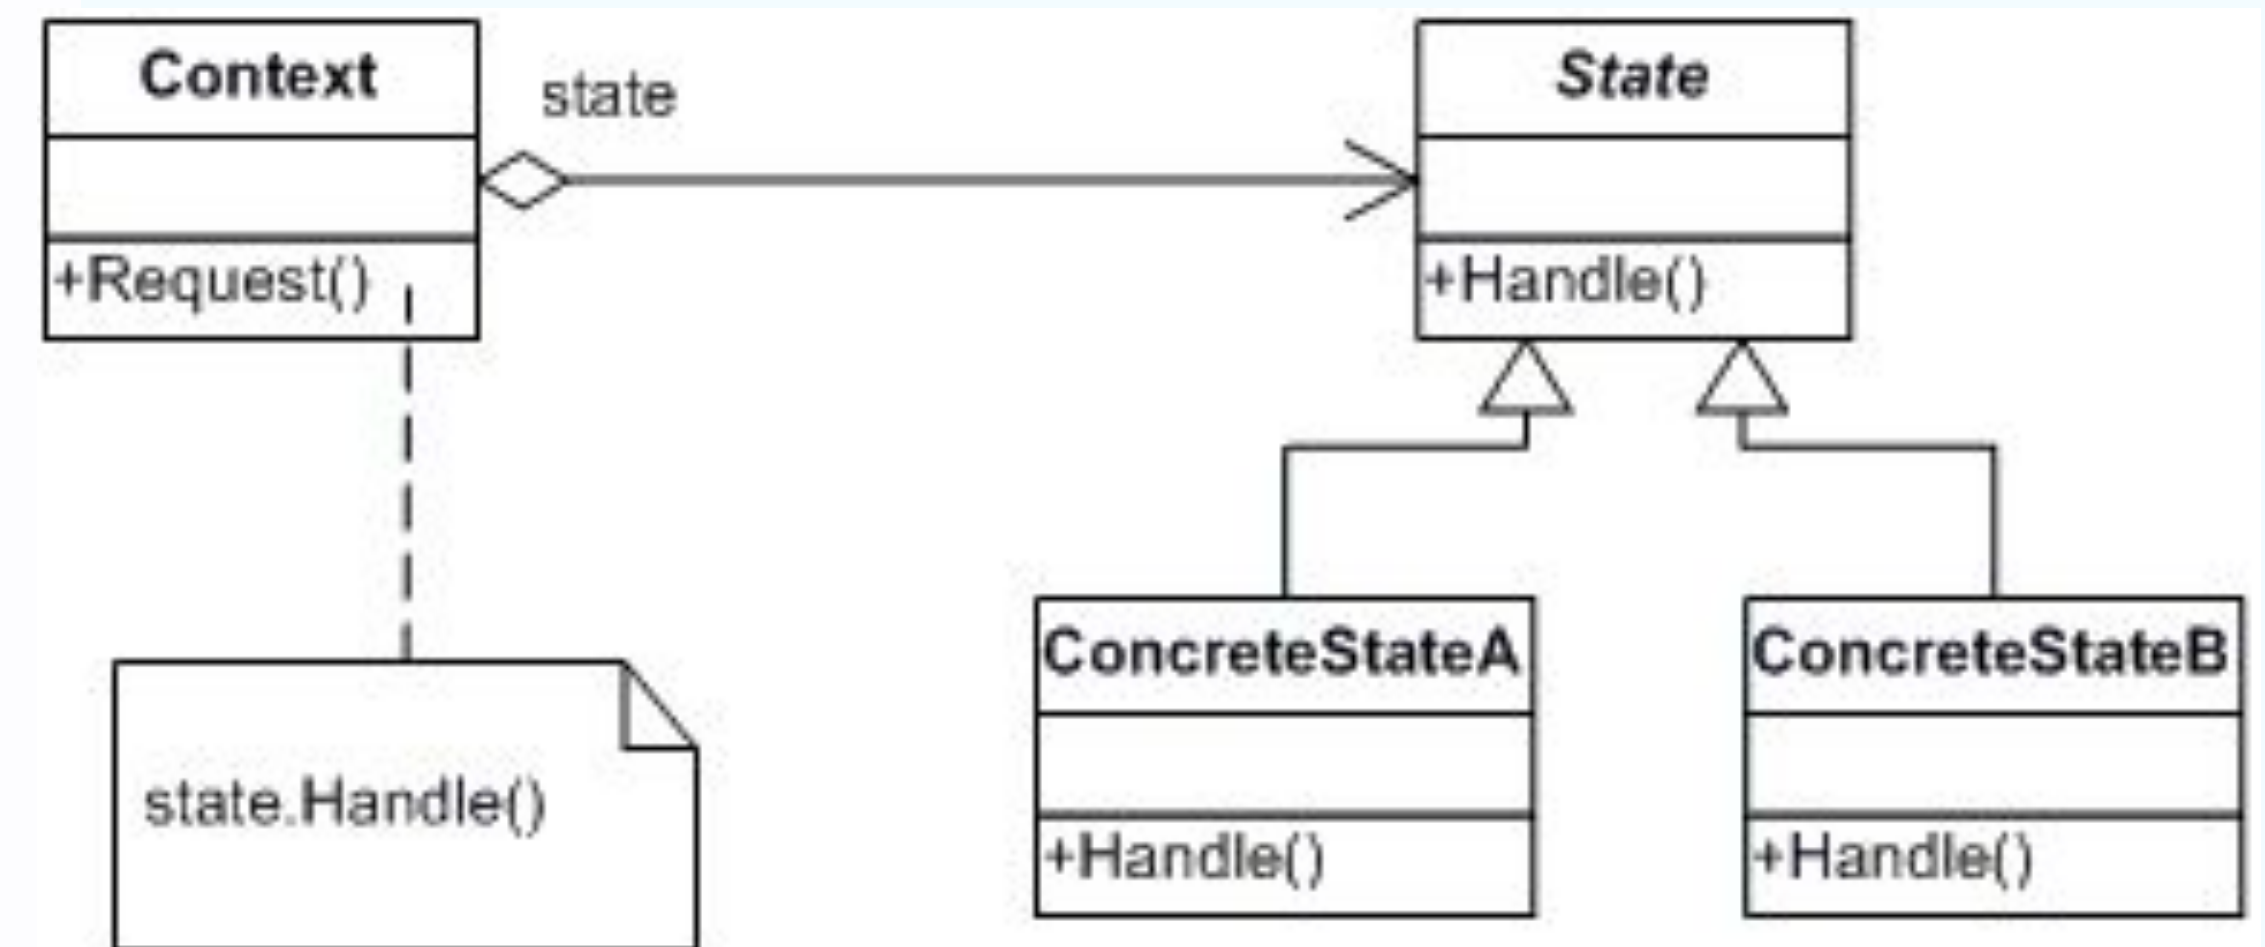 Context
+Request()
state
State
+Handle()
state.Handle()
ConcreteStateA
+Handle()
ConcreteStateB
+Handle()